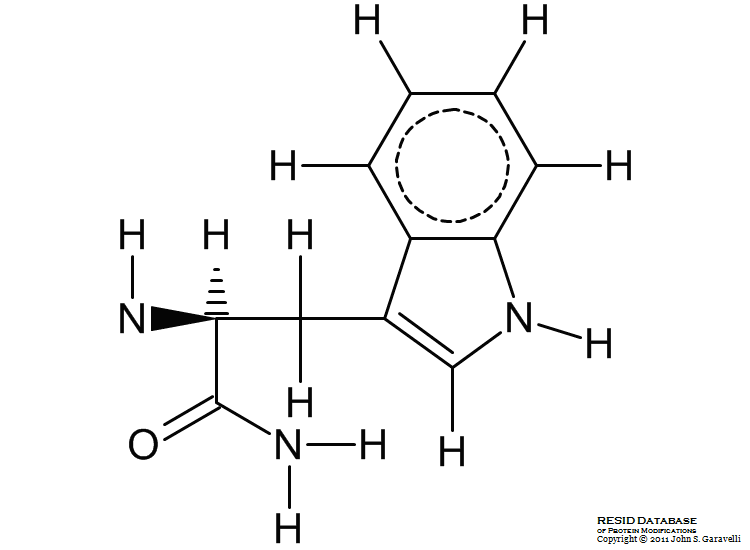 H H
H H
H H H
N N
H
H
O N H H
H
RESID DATABASE
OF PROTEIN MODIFICATIONS
Copyright © 2011 John S. Garavelli